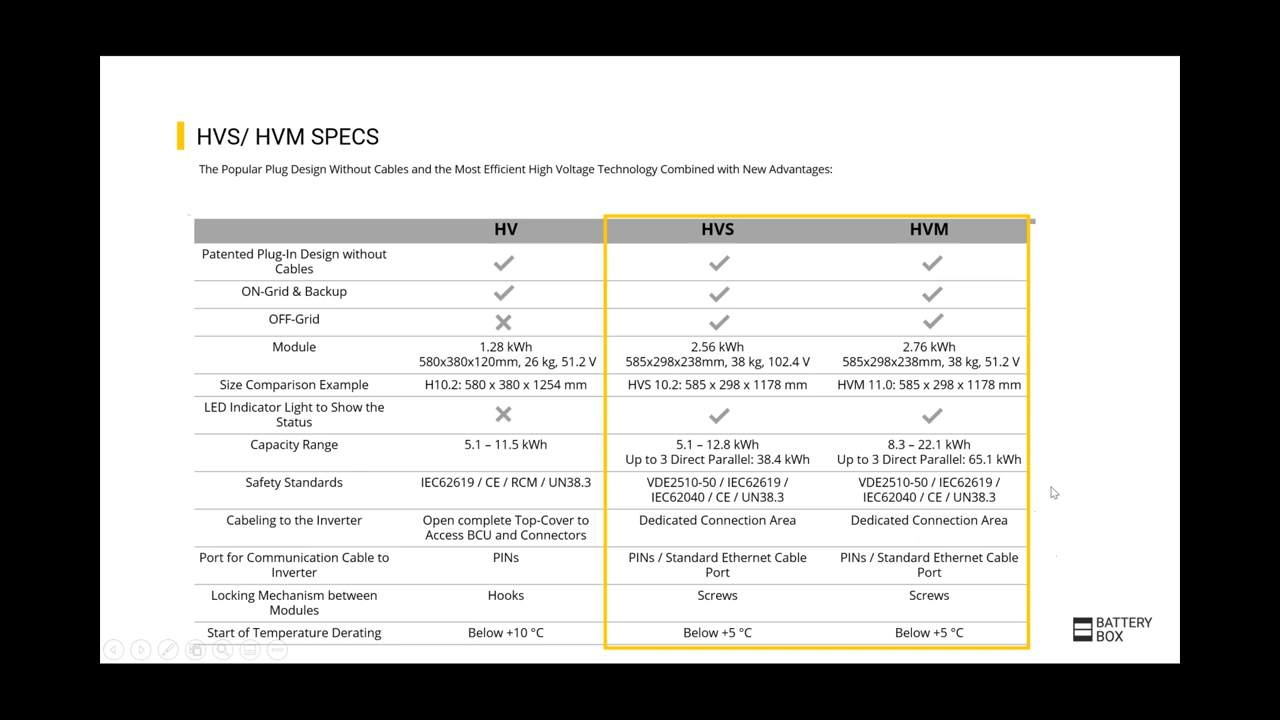 HVS/ HVM SPECS
The Popular Plug Design Without Cables and the Most Efficient High Voltage Technology Combined with New Advantages:
HV HVS HVM
Patented Plug-In Design without
Cables
ON-Grid & Backup
OFF-Grid
Module 1.28 kWh 2.56 kWh 2.76 kWh
580x380x120mm, 26 kg, 51.2 V 585x298x238mm, 38 kg, 102.4 V 585x298x238mm, 38 kg, 51.2 V
Size Comparison Example H10.2: 580 x 380 x 1254 mm HVS 10.2: 585 x 298 x 1178 mm HVM 11.0: 585 x 298 x 1178 mm
LED Indicator Light to Show the
Status
Capacity Range 5.1 – 11.5 kWh 5.1 – 12.8 kWh 8.3 – 22.1 kWh
Up to 3 Direct Parallel: 38.4 kWh Up to 3 Direct Parallel: 65.1 kWh
Safety Standards IEC62619 / CE / RCM / UN38.3 VDE2510-50 / IEC62619 / VDE2510-50 / IEC62619 /
IEC62040 / CE / UN38.3 IEC62040 / CE / UN38.3
Cabeling to the Inverter Open complete Top-Cover to Dedicated Connection Area Dedicated Connection Area
Access BCU and Connectors
Port for Communication Cable to PINs PINs / Standard Ethernet Cable PINs / Standard Ethernet Cable
Inverter Port Port
Locking Mechanism between Hooks Screws Screws
Modules
Start of Temperature Derating Below +10 °C Below +5 °C Below +5 °C
BATTERY
BOX